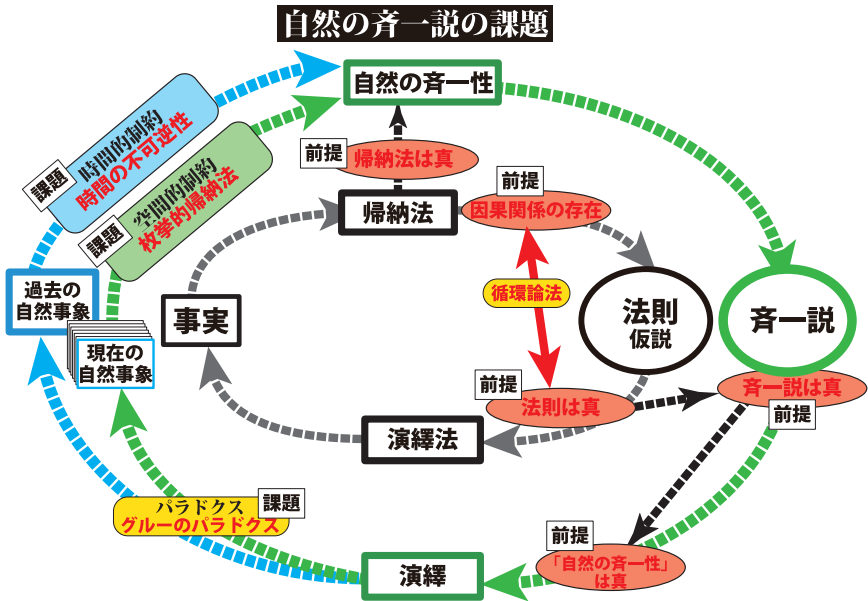 自然の斉一説の課題
自然の斉一性
課題
時間的制約
時間の不可逆性
課題
空間的制約
枚挙的帰納法
前提
帰納法は真
帰納法
前提
因果関係の存在
過去の
自然事象
現在の
自然事象
事実
循環論法
法則
仮説
斉一説
前提
法則は真
斉一説は真
前提
演繹法
パラドクス
課題
グルーのパラドクス
前提
「自然の斉一性」
は真
演繹